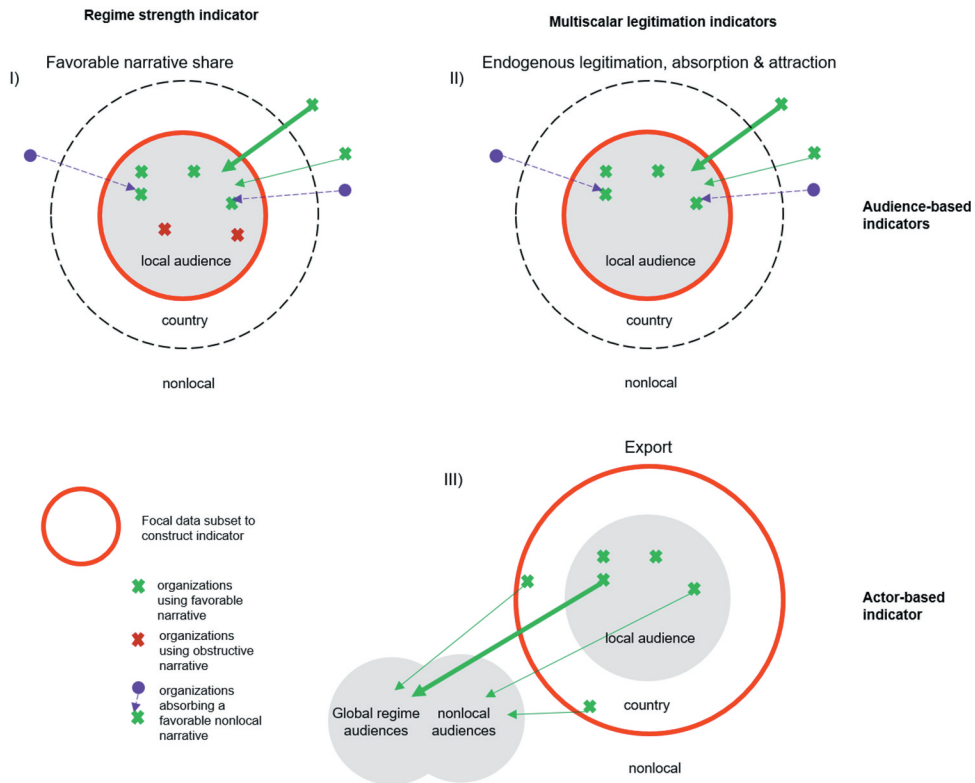 Regime strength indicator
Multiscalar legitimation indicators
I)
Favorable narrative share
local audience
country
nonlocal
II)
Endogenous legitimation, absorption & attraction
local audience
country
nonlocal
Audience-based
indicators
III)
Export
local audience
country
nonlocal
Global regime
audiences
nonlocal
audiences
Actor-based
indicator
Focal data subset to
construct indicator
organizations
using favorable
narrative
organizations
using obstructive
narrative
organizations
absorbing a
favorable nonlocal
narrative